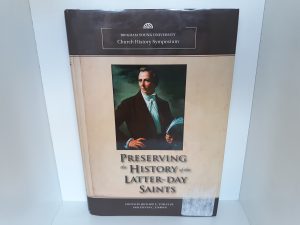 BRIGHAM YOUNG UNIVERSITY
Church History Symposium
PRESERVING
the HISTORY of the
LATTER-DAY
SAINTS